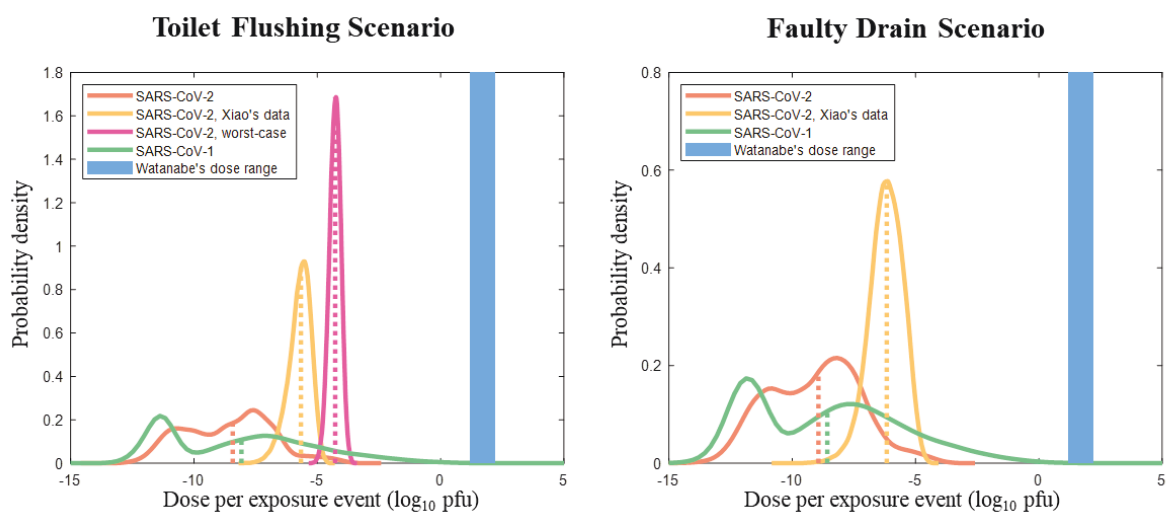 Toilet Flushing Scenario
Probability density
1.8
1.6
1.4
1.2
1
0.8
0.6
0.4
0.2
0
SARS-CoV-2
SARS-CoV-2, Xiao's data
SARS-CoV-2, worst-case
SARS-CoV-1
Watanabe's dose range
-15
-10
-5
0
5
Dose per exposure event (log10 pfu)
Faulty Drain Scenario
Probability density
0.8
0.6
0.4
0.2
0
SARS-CoV-2
SARS-CoV-2, Xiao's data
SARS-CoV-1
Watanabe's dose range
-15
-10
-5
0
5
Dose per exposure event (log10 pfu)